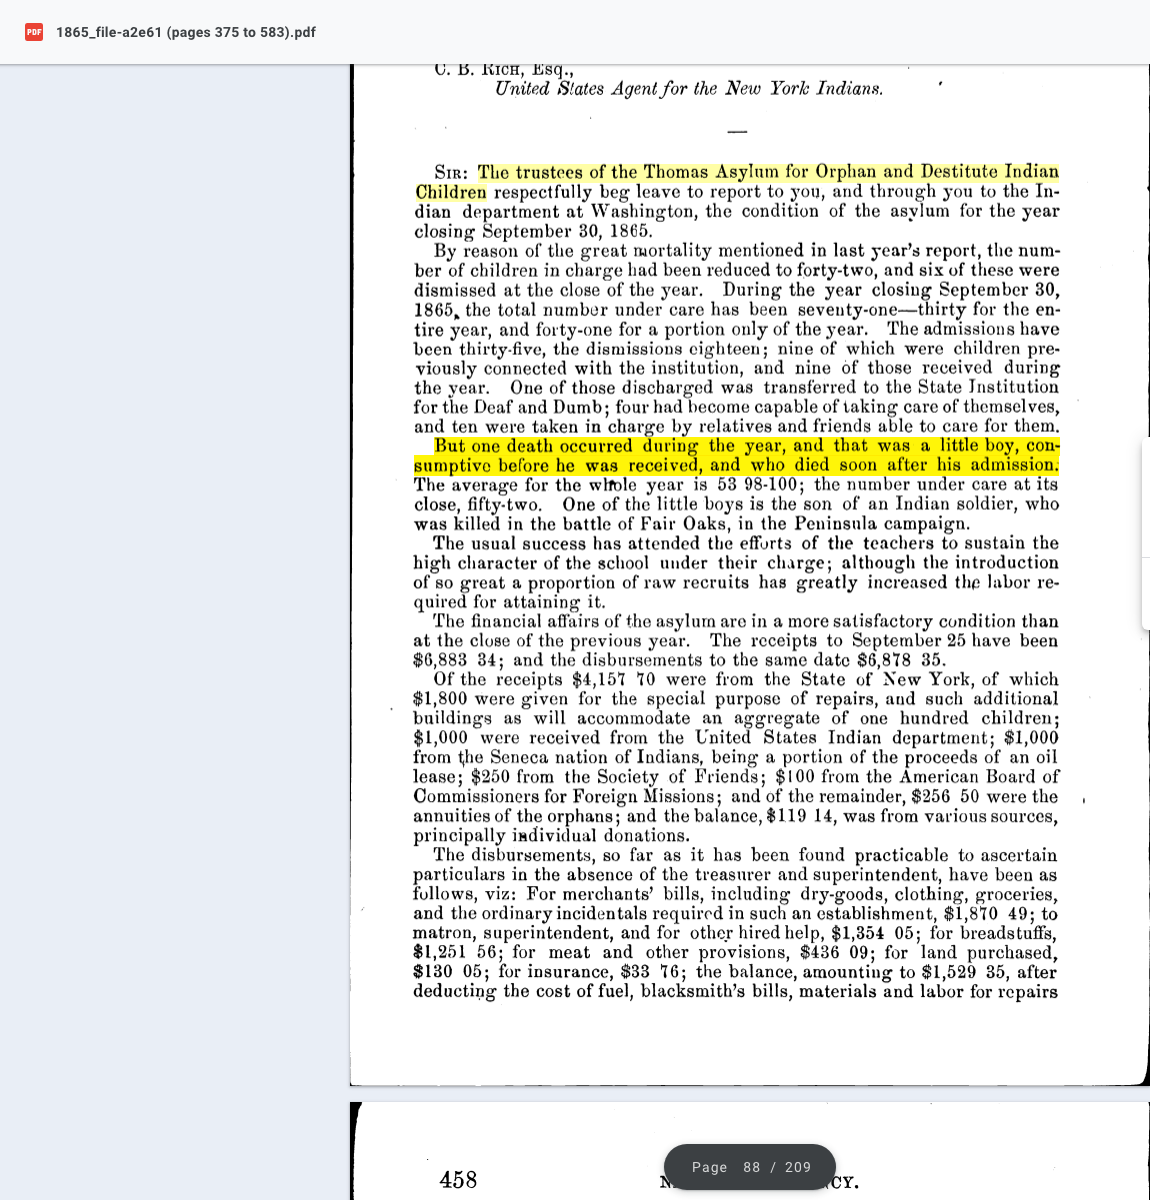 PDF 1865_file-a2e61 (pages 375 to 583).pdf
C. B. RICH, Esq.,
United States Agent for the New York Indians.
SIR: The trustees of the Thomas Asylum for Orphan and Destitute Indian
Children respectfully beg leave to report to you, and through you to the In-
dian department at Washington, the condition of the asylum for the year
closing September 30, 1865.
By reason of the great mortality mentioned in last year's report, the num-
ber of children in charge had been reduced to forty-two, and six of these were
dismissed at the close of the year. During the year closing September 30,
1865, the total number under care has been seventy-one—thirty for the en-
tire year, and forty-one for a portion only of the year. The admissions have
been thirty-five, the dismissions eighteen; nine of which were children pre-
viously connected with the institution, and nine of those received during
the year. One of those discharged was transferred to the State Institution
for the Deaf and Dumb; four had become capable of taking care of themselves,
and ten were taken in charge by relatives and friends able to care for them.
But one death occurred during the year, and that was a little boy, con-
sumptive before he was received, and who died soon after his admission.
The average for the whole year is 53 98-100; the number under care at its
close, fifty-two. One of the little boys is the son of an Indian soldier, who
was killed in the battle of Fair Oaks, in the Peninsula campaign.
The usual success has attended the efforts of the teachers to sustain the
high character of the school under their charge; although the introduction
of so great a proportion of raw recruits has greatly increased the labor re-
quired for attaining it.
The financial affairs of the asylum are in a more satisfactory condition than
at the close of the previous year. The receipts to September 25 have been
$6,883 34; and the disbursements to the same date $6,878 35.
Of the receipts $4,157 70 were from the State of New York, of which
$1,800 were given for the special purpose of repairs, and such additional
buildings as will accommodate an aggregate of one hundred children;
$1,000 were received from the United States Indian department; $1,000
from the Seneca nation of Indians, being a portion of the proceeds of an oil
lease; $250 from the Society of Friends; $100 from the American Board of
Commissioners for Foreign Missions; and of the remainder, $256 50 were the
annuities of the orphans; and the balance, $119 14, was from various sources,
principally individual donations.
The disbursements, so far as it has been found practicable to ascertain
particulars in the absence of the treasurer and superintendent, have been as
follows, viz: For merchants' bills, including dry-goods, clothing, groceries,
and the ordinary incidentals required in such an establishment, $1,870 49; to
matron, superintendent, and for other hired help, $1,354 05; for breadstuffs,
$1,251 56; for meat and other provisions, $436 09; for land purchased,
$130 05; for insurance, $33 76; the balance, amounting to $1,529 35, after
deducting the cost of fuel, blacksmith's bills, materials and labor for repairs
458
Page 88 / 209
CY.